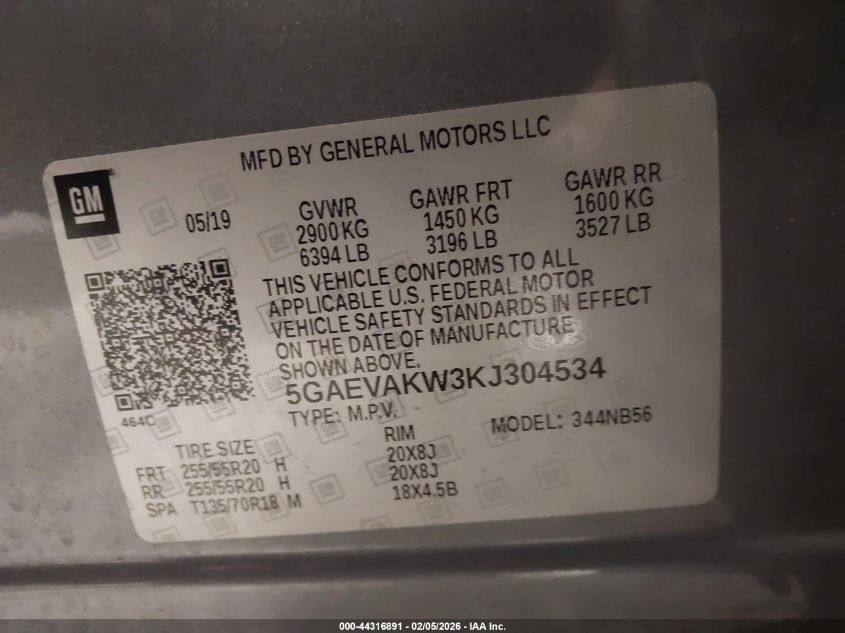 MFD BY GENERAL MOTORS LLC
GM
05/19
GVWR
2900 KG
6394 LB
GAWR FRT
1450 KG
3196 LB
GAWR RR
1600 KG
3527 LB
THIS VEHICLE CONFORMS TO ALL
APPLICABLE U.S. FEDERAL MOTOR
VEHICLE SAFETY STANDARDS IN EFFECT
ON THE DATE OF MANUFACTURE
SHOWN ABOVE.
5GAEVAKW3KJ304534
464C
TYPE: M.P.V. MODEL: 344NB56
TIRE SIZE RIM
FRT 255/55R20 H 20X8J
RR 255/55R20 H 20X8J
SPA T135/70R18 M 18X4.5B
000-44316891 - 02/05/2026 - IAA Inc.